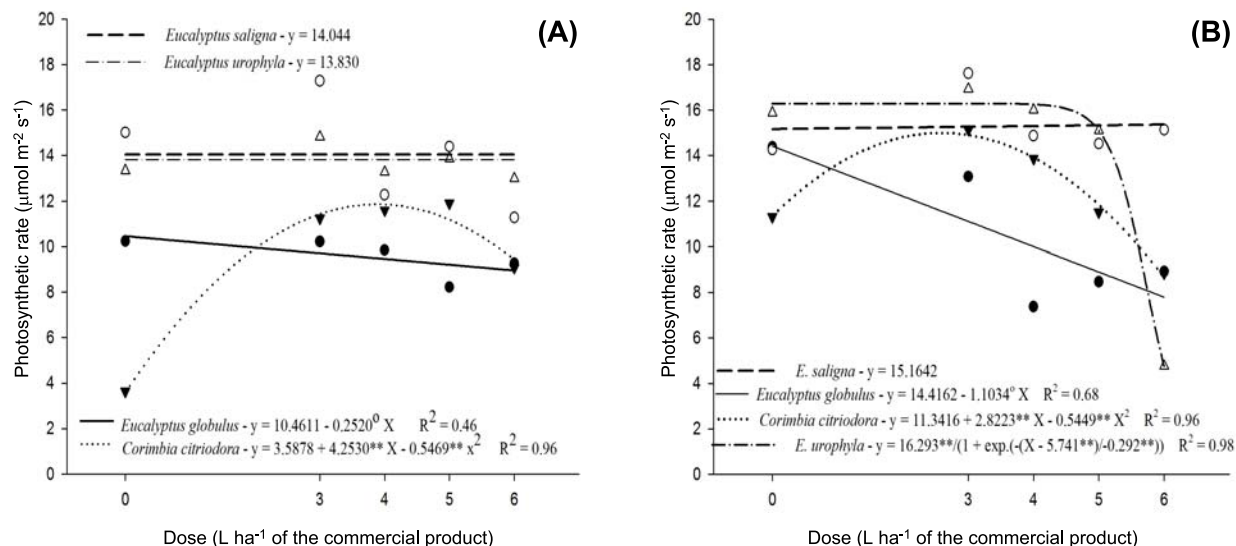 (A)
Eucalyptus saligna - y = 14.044
Eucalyptus urophyla - y = 13.830
Photosynthetic rate (μmol m⁻² s⁻¹)
20
18
16
14
12
10
8
6
4
2
0
Eucalyptus globulus - y = 10.4611 - 0.2520⁰ X R² = 0.46
Corimbia citriodora - y = 3.5878 + 4.2530** X - 0.5469** x² R² = 0.96
0 3 4 5 6
Dose (L ha⁻¹ of the commercial product)
(B)
Photosynthetic rate (μmol m⁻² s⁻¹)
20
18
16
14
12
10
8
6
4
2
0
E. saligna - y = 15.1642
Eucalyptus globulus - y = 14.4162 - 1.1034⁰ X R² = 0.68
Corimbia citriodora - y = 11.3416 + 2.8223** X - 0.5449** X² R² = 0.96
E. urophyla - y = 16.293**/(1 + exp.(-(X - 5.741**)/-0.292**)) R² = 0.98
0 3 4 5 6
Dose (L ha⁻¹ of the commercial product)